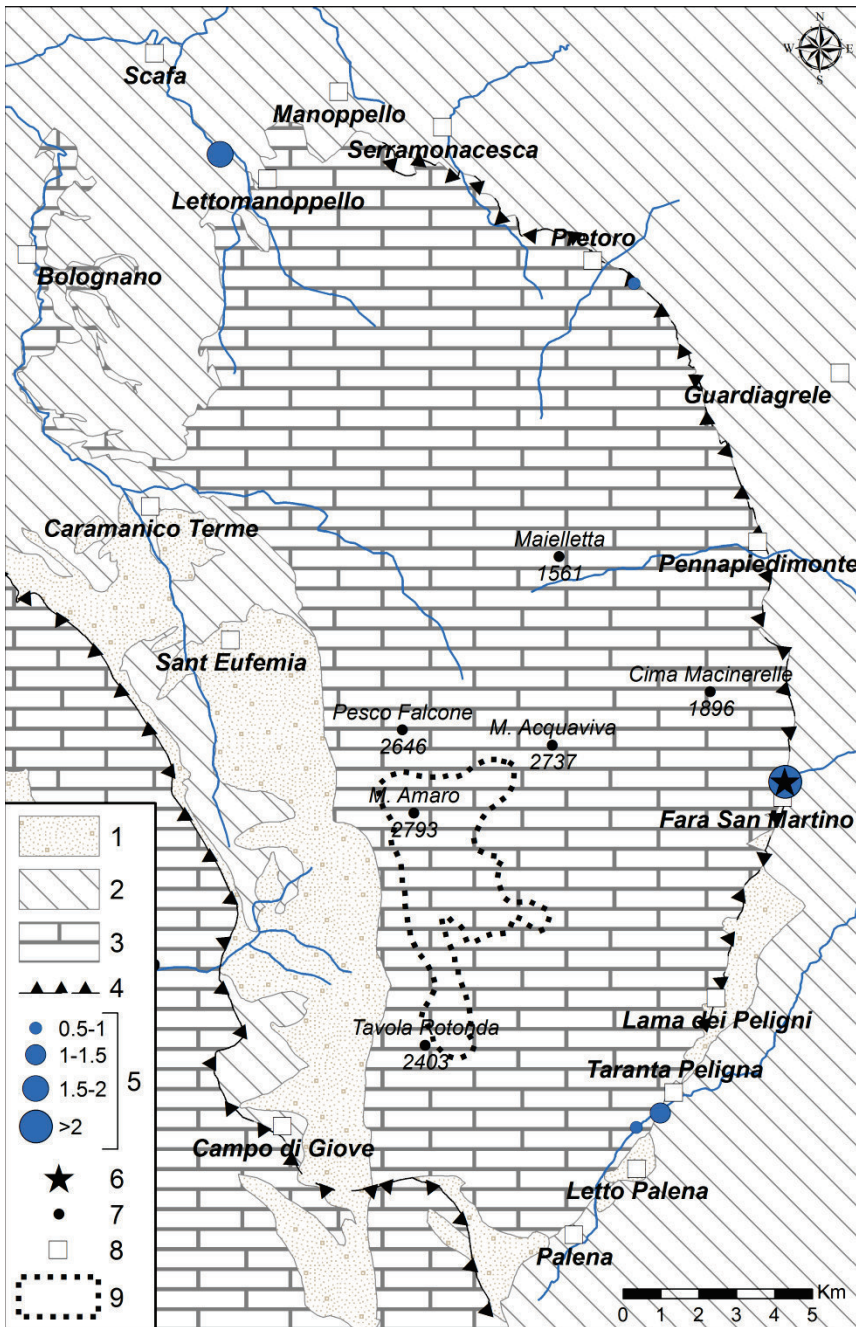 N
W E
S
Scafa
Manoppello
Serramonacesca
Lettomanoppello
Pretoro
Bolognano
Guardiagrele
Caramanico Terme
Maielletta
1561
Pennapiedimonte
Sant Eufemia
Cima Macinerelle
1896
Pesco Falcone
2646
M. Acquaviva
2737
M. Amaro
2793
Fara San Martino
Lama dei Peligni
Tavola Rotonda
2403
Taranta Peligna
Campo di Giove
Letto Palena
Palena
1
2
3
4
0.5-1
1-1.5
1.5-2
>2
5
6
7
8
9
Km
0 1 2 3 4 5